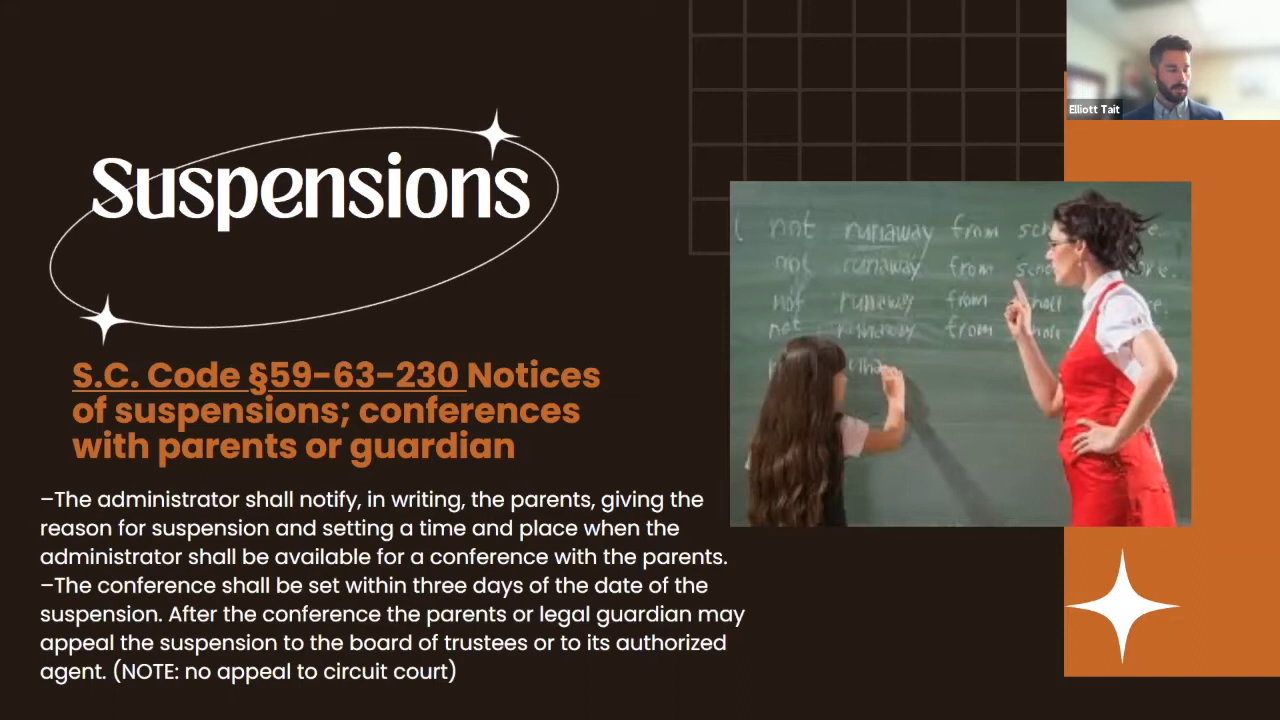 Elliott Tait
Suspensions
not runaway from
not runaway from
not runaway from
not runaway from
S.C. Code §59-63-230 Notices
of suspensions; conferences
with parents or guardian
–The administrator shall notify, in writing, the parents, giving the
reason for suspension and setting a time and place when the
administrator shall be available for a conference with the parents.
–The conference shall be set within three days of the date of the
suspension. After the conference the parents or legal guardian may
appeal the suspension to the board of trustees or to its authorized
agent. (NOTE: no appeal to circuit court)